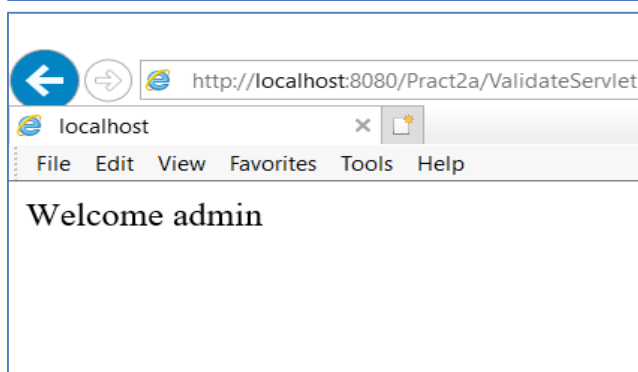 http://localhost:8080/Pract2a/ValidateServlet
localhost
File Edit View Favorites Tools Help
Welcome admin